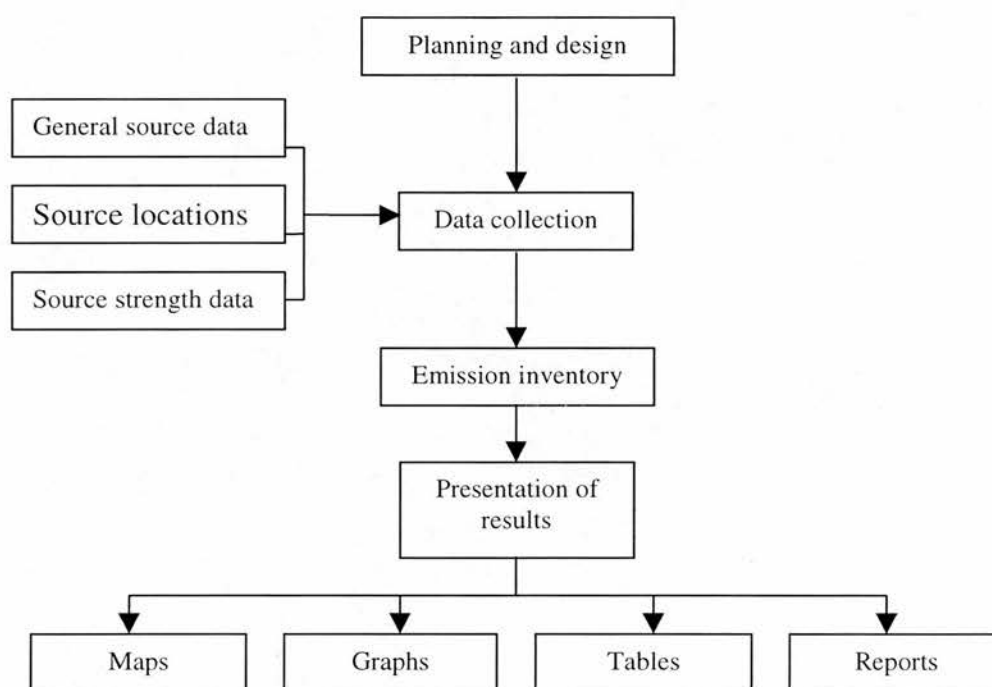 Planning and design
General source data
Source locations
Data collection
Source strength data
Emission inventory
Presentation of
results
Maps
Graphs
Tables
Reports